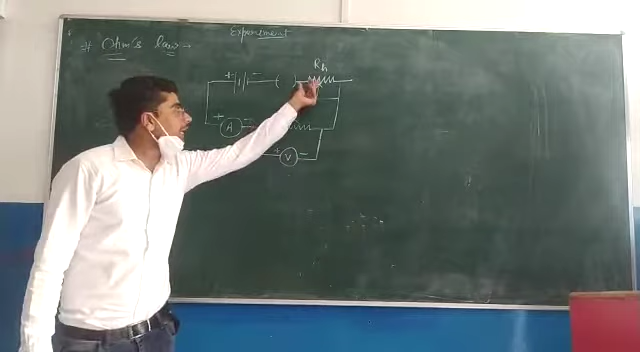 Experiment
# Ohm's law -
Rh
+ -
( )
+ A -
+ V -